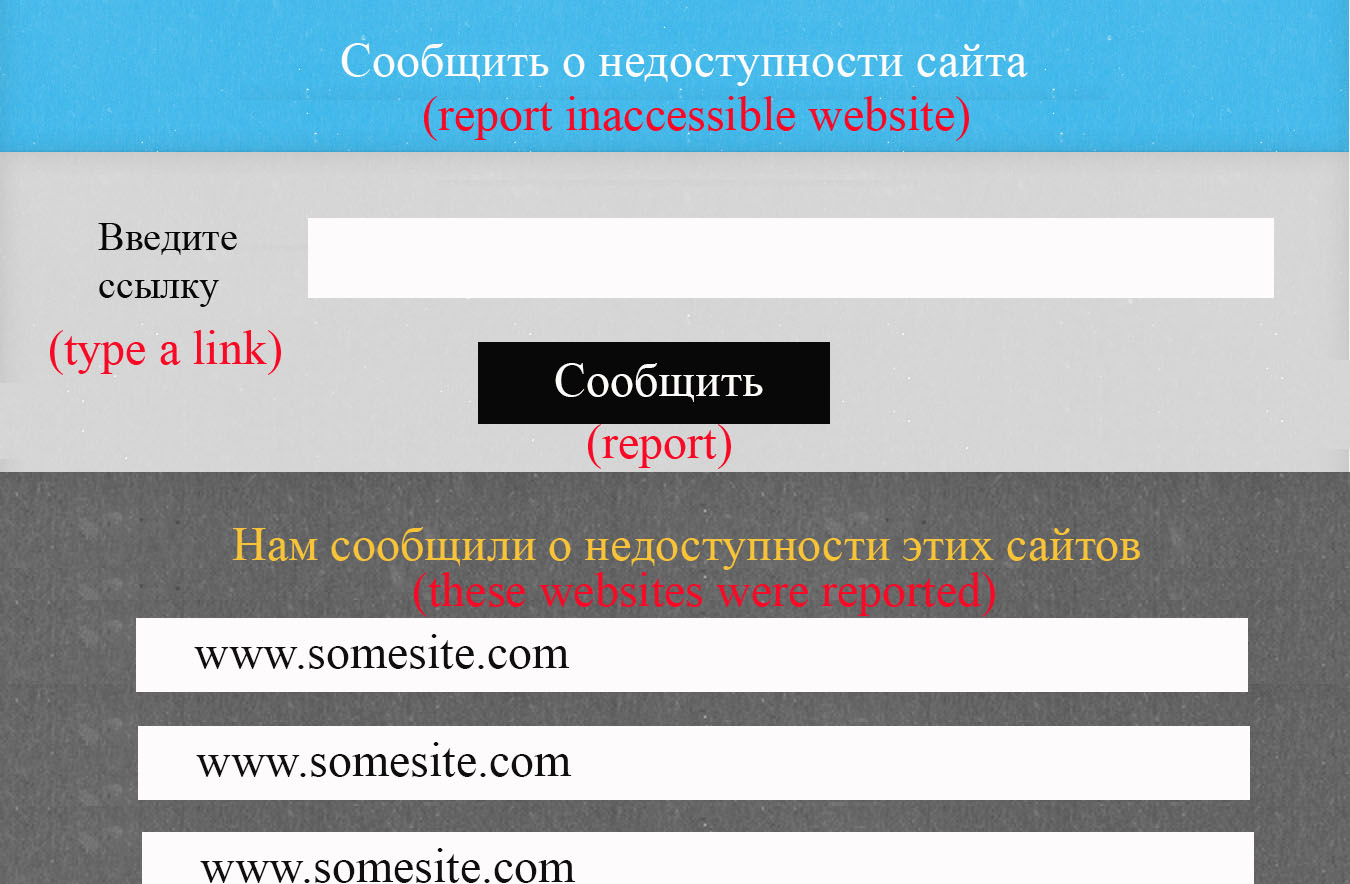 Сообщить о недоступности сайта
(report inaccessible website)
Введите
ссылку
(type a link)
Сообщить
(report)
Нам сообщили о недоступности этих сайтов
(these websites were reported)
www.somesite.com
www.somesite.com
www.somesite.com